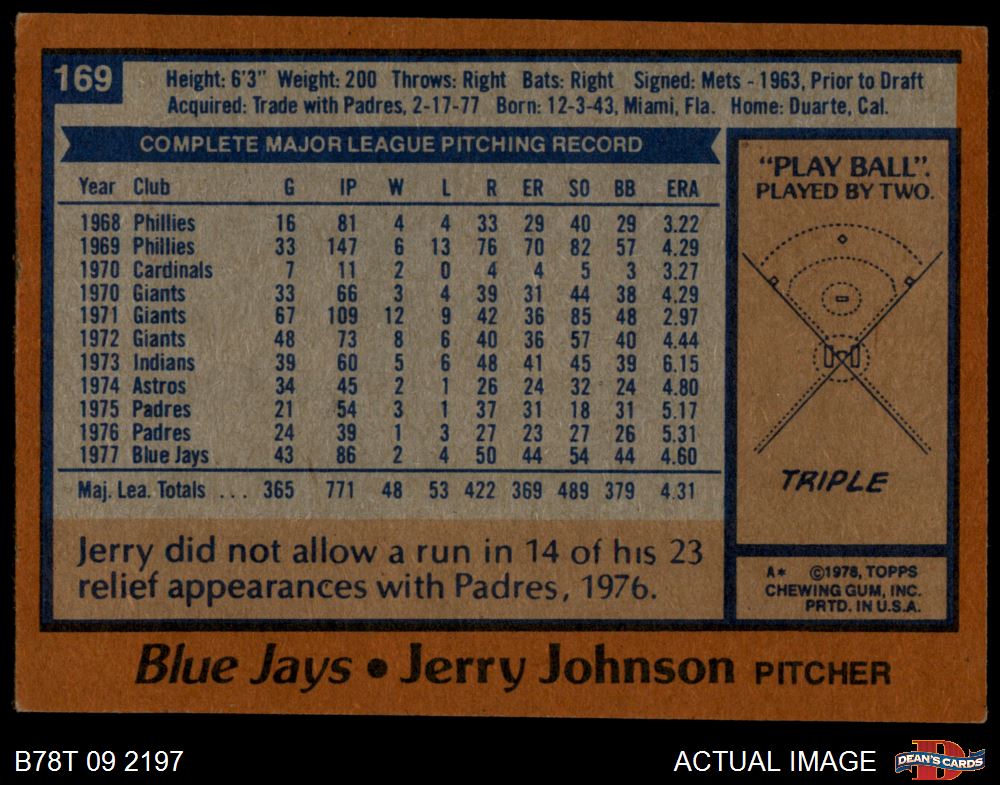 169
Height: 6'3" Weight: 200 Throws: Right Bats: Right Signed: Mets - 1963, Prior to Draft
Acquired: Trade with Padres, 2-17-77 Born: 12-3-43, Miami, Fla. Home: Duarte, Cal.
COMPLETE MAJOR LEAGUE PITCHING RECORD
Year Club G IP W L R ER SO BB ERA
1968 Phillies 16 81 4 4 33 29 40 29 3.22
1969 Phillies 33 147 6 13 76 70 82 57 4.29
1970 Cardinals 7 11 2 0 4 4 5 3 3.27
1970 Giants 33 66 3 4 39 31 44 38 4.29
1971 Giants 67 109 12 9 42 36 85 48 2.97
1972 Giants 48 73 8 6 40 36 57 40 4.44
1973 Indians 39 60 5 6 48 41 45 39 6.15
1974 Astros 34 45 2 1 26 24 32 24 4.80
1975 Padres 21 54 3 1 37 31 18 31 5.17
1976 Padres 24 39 1 3 27 23 27 26 5.31
1977 Blue Jays 43 86 2 4 50 44 54 44 4.60
Maj. Lea. Totals ... 365 771 48 53 422 369 489 379 4.31
Jerry did not allow a run in 14 of his 23
relief appearances with Padres, 1976.
"PLAY BALL".
PLAYED BY TWO.
TRIPLE
A* ©1978, TOPPS
CHEWING GUM, INC.
PRTD. IN U.S.A.
Blue Jays • Jerry Johnson PITCHER
B78T 09 2197
ACTUAL IMAGE
D
DEAN'S CARDS